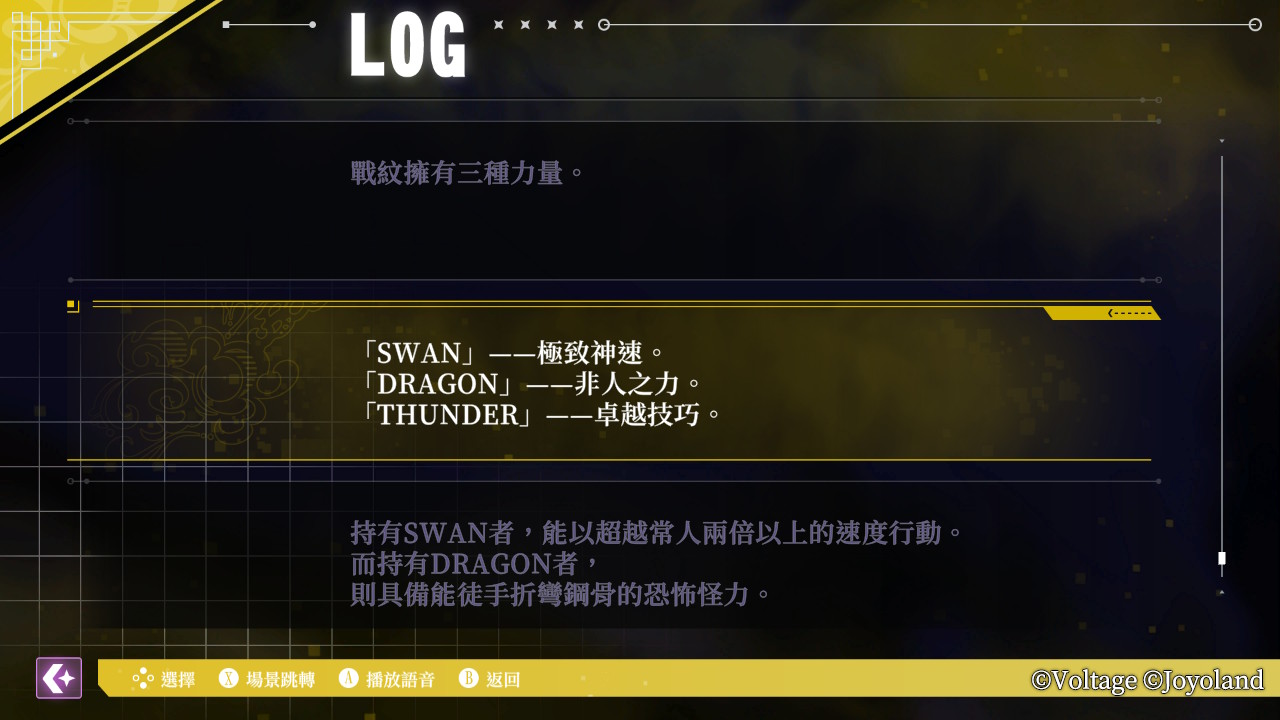 LOG
戰紋擁有三種力量。
「SWAN」——極致神速。
「DRAGON」——非人之力。
「THUNDER」——卓越技巧。
持有SWAN者，能以超越常人兩倍以上的速度行動。
而持有DRAGON者，
則具備能徒手折彎鋼骨的恐怖怪力。
選擇 X 場景跳轉 A 播放語音 B 返回
©Voltage ©Joyoland